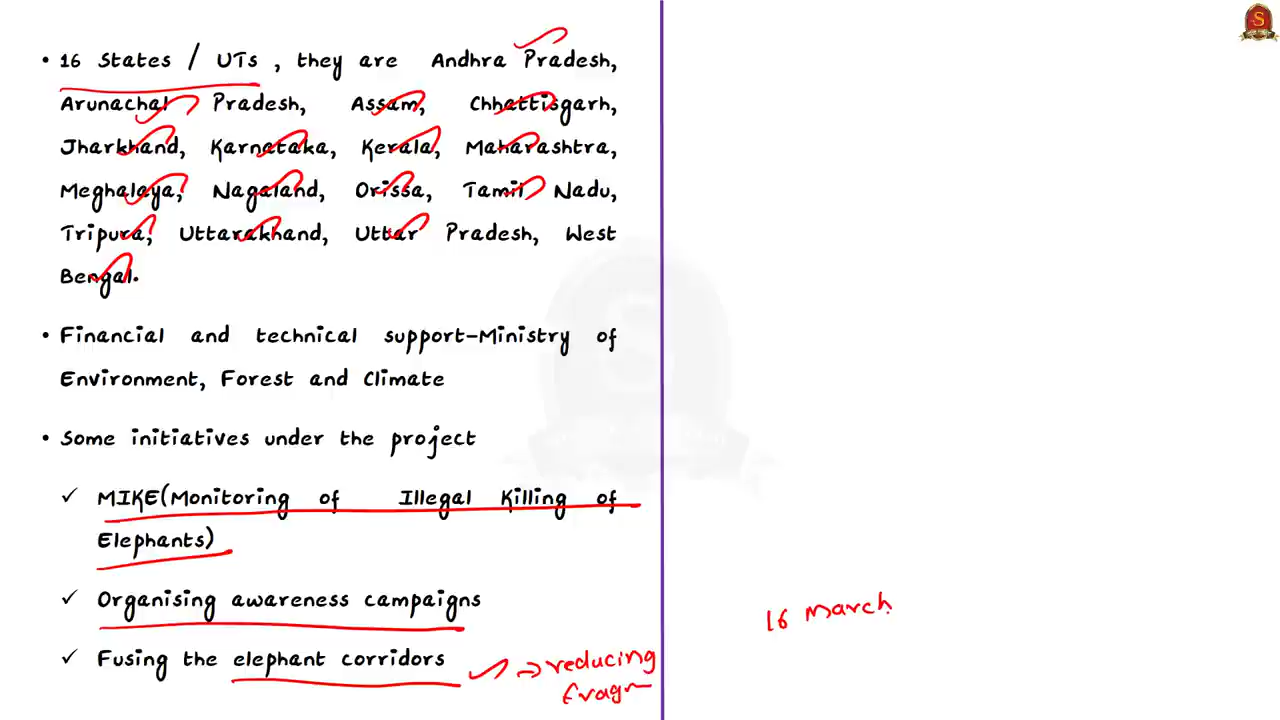 • 16 States / UTs , they are Andhra Pradesh,
Arunachal Pradesh, Assam, Chhattisgarh,
Jharkhand, Karnataka, Kerala, Maharashtra,
Meghalaya, Nagaland, Orissa, Tamil Nadu,
Tripura, Uttarakhand, Uttar Pradesh, West
Bengal.
• Financial and technical support-Ministry of
Environment, Forest and Climate
• Some initiatives under the project
✓ MIKE(Monitoring of Illegal Killing of
Elephants)
✓ Organising awareness campaigns
✓ Fusing the elephant corridors
⇒ reducing
fragm
16 March
S